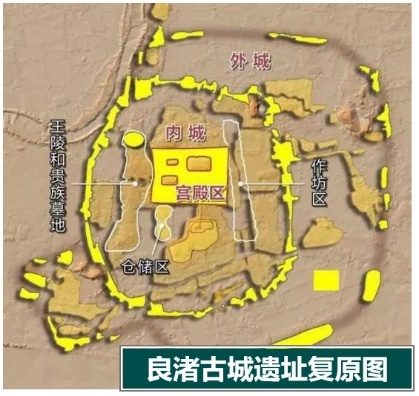 外城
内城
王陵和贵族墓地
宫殿区
作坊区
仓储区
良渚古城遗址复原图